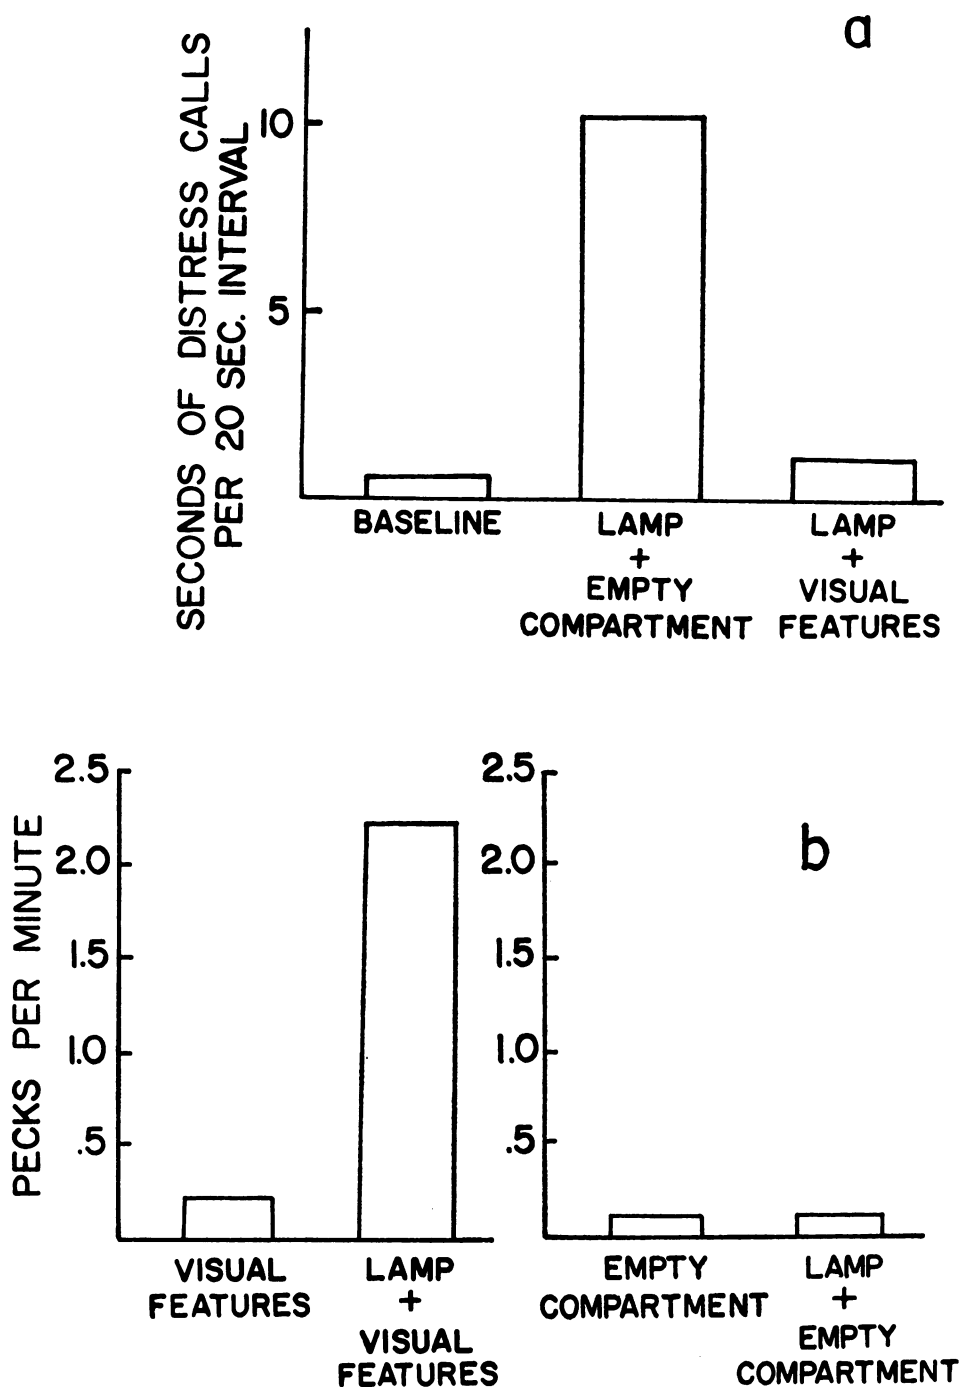 a
SECONDS OF DISTRESS CALLS
PER 20 SEC. INTERVAL
10
5
BASELINE
LAMP
+
EMPTY
COMPARTMENT
LAMP
+
VISUAL
FEATURES
b
PECKS PER MINUTE
2.5
2.0
1.5
1.0
.5
VISUAL
FEATURES
LAMP
+
VISUAL
FEATURES
2.5
2.0
1.5
1.0
.5
EMPTY
COMPARTMENT
LAMP
+
EMPTY
COMPARTMENT